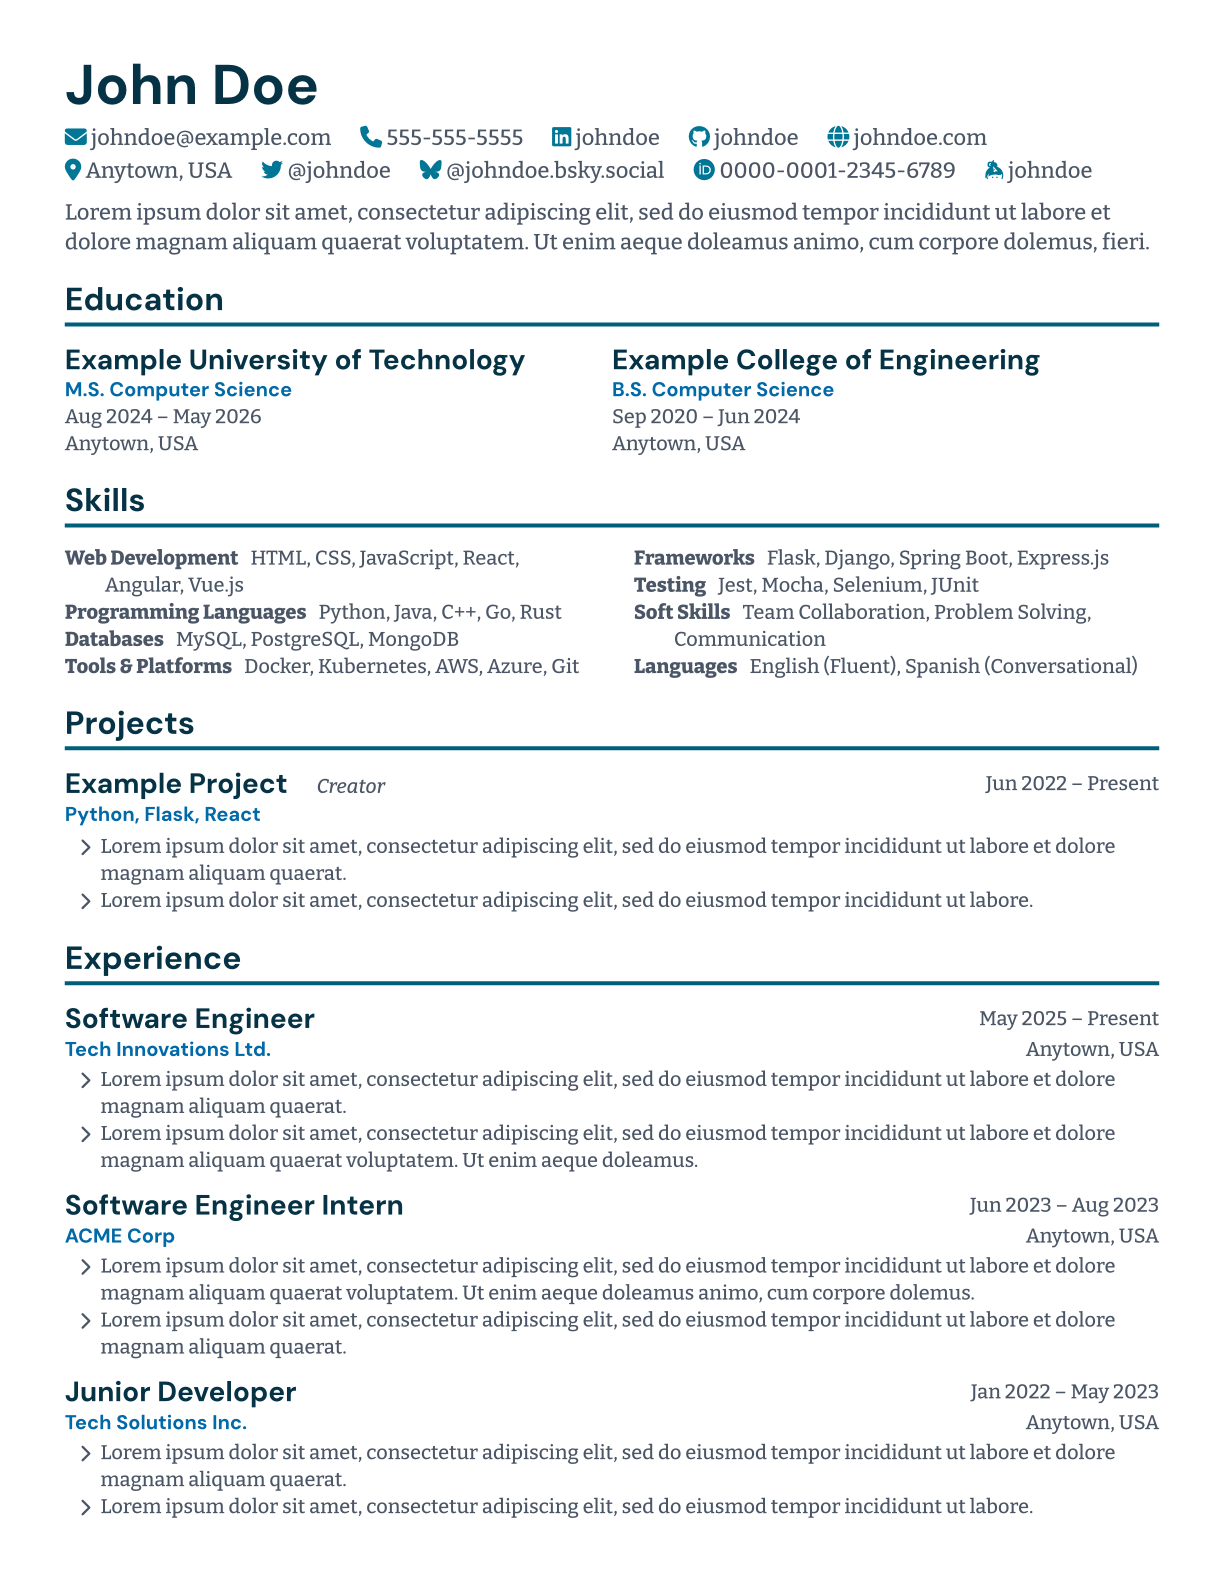 John Doe
johndoe@example.com 555-555-5555 johndoe johndoe johndoe.com
Anytown, USA @johndoe @johndoe.bsky.social 0000-0001-2345-6789 johndoe
Lorem ipsum dolor sit amet, consectetur adipiscing elit, sed do eiusmod tempor incididunt ut labore et
dolore magnam aliquam quaerat voluptatem. Ut enim aeque doleamus animo, cum corpore dolemus, fieri.
Education
Example University of Technology
M.S. Computer Science
Aug 2024 – May 2026
Anytown, USA
Example College of Engineering
B.S. Computer Science
Sep 2020 – Jun 2024
Anytown, USA
Skills
Web Development HTML, CSS, JavaScript, React,
Angular, Vue.js
Programming Languages Python, Java, C++, Go, Rust
Databases MySQL, PostgreSQL, MongoDB
Tools & Platforms Docker, Kubernetes, AWS, Azure, Git
Frameworks Flask, Django, Spring Boot, Express.js
Testing Jest, Mocha, Selenium, JUnit
Soft Skills Team Collaboration, Problem Solving,
Communication
Languages English (Fluent), Spanish (Conversational)
Projects
Example Project Creator Jun 2022 – Present
Python, Flask, React
Lorem ipsum dolor sit amet, consectetur adipiscing elit, sed do eiusmod tempor incididunt ut labore et dolore
magnam aliquam quaerat.
Lorem ipsum dolor sit amet, consectetur adipiscing elit, sed do eiusmod tempor incididunt ut labore.
Experience
Software Engineer May 2025 – Present
Tech Innovations Ltd. Anytown, USA
Lorem ipsum dolor sit amet, consectetur adipiscing elit, sed do eiusmod tempor incididunt ut labore et dolore
magnam aliquam quaerat.
Lorem ipsum dolor sit amet, consectetur adipiscing elit, sed do eiusmod tempor incididunt ut labore et dolore
magnam aliquam quaerat voluptatem. Ut enim aeque doleamus.
Software Engineer Intern Jun 2023 – Aug 2023
ACME Corp Anytown, USA
Lorem ipsum dolor sit amet, consectetur adipiscing elit, sed do eiusmod tempor incididunt ut labore et dolore
magnam aliquam quaerat voluptatem. Ut enim aeque doleamus animo, cum corpore dolemus.
Lorem ipsum dolor sit amet, consectetur adipiscing elit, sed do eiusmod tempor incididunt ut labore et dolore
magnam aliquam quaerat.
Junior Developer Jan 2022 – May 2023
Tech Solutions Inc. Anytown, USA
Lorem ipsum dolor sit amet, consectetur adipiscing elit, sed do eiusmod tempor incididunt ut labore et dolore
magnam aliquam quaerat.
Lorem ipsum dolor sit amet, consectetur adipiscing elit, sed do eiusmod tempor incididunt ut labore.